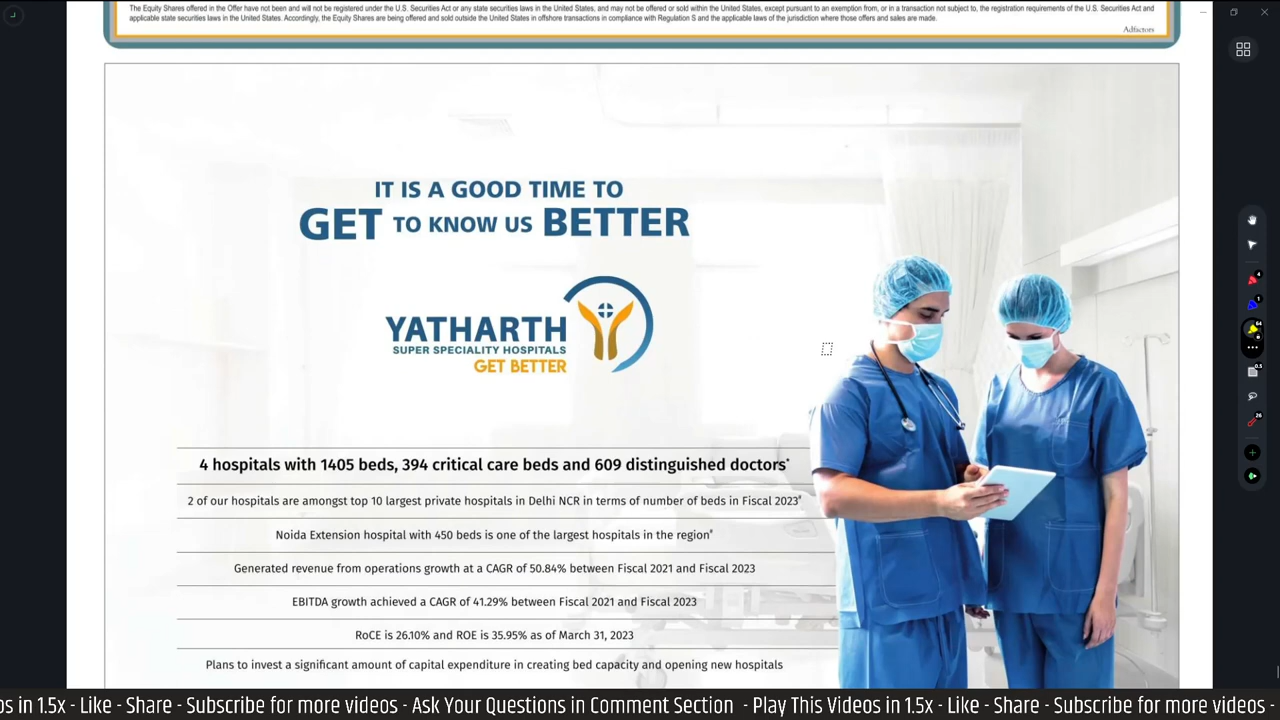 The Equity Shares offered in the Offer have not been and will not be registered under the U.S. Securities Act or any state securities laws in the United States, and may not be offered or sold within the United States, except pursuant to an exemption from, or in a transaction not subject to, the registration requirements of the U.S. Securities Act and
applicable state securities laws in the United States. Accordingly, the Equity Shares are being offered and sold outside the United States in offshore transactions in compliance with Regulation S and the applicable laws of the jurisdiction where those offers and sales are made.
Adfactors
IT IS A GOOD TIME TO
GET TO KNOW US BETTER
YATHARTH
SUPER SPECIALITY HOSPITALS
GET BETTER
4 hospitals with 1405 beds, 394 critical care beds and 609 distinguished doctors*
2 of our hospitals are amongst top 10 largest private hospitals in Delhi NCR in terms of number of beds in Fiscal 2023#
Noida Extension hospital with 450 beds is one of the largest hospitals in the region#
Generated revenue from operations growth at a CAGR of 50.84% between Fiscal 2021 and Fiscal 2023
EBITDA growth achieved a CAGR of 41.29% between Fiscal 2021 and Fiscal 2023
RoCE is 26.10% and ROE is 35.95% as of March 31, 2023
Plans to invest a significant amount of capital expenditure in creating bed capacity and opening new hospitals
os in 1.5x - Like - Share - Subscribe for more videos - Ask Your Questions in Comment Section - Play This Videos in 1.5x - Like - Share - Subscribe for more videos -